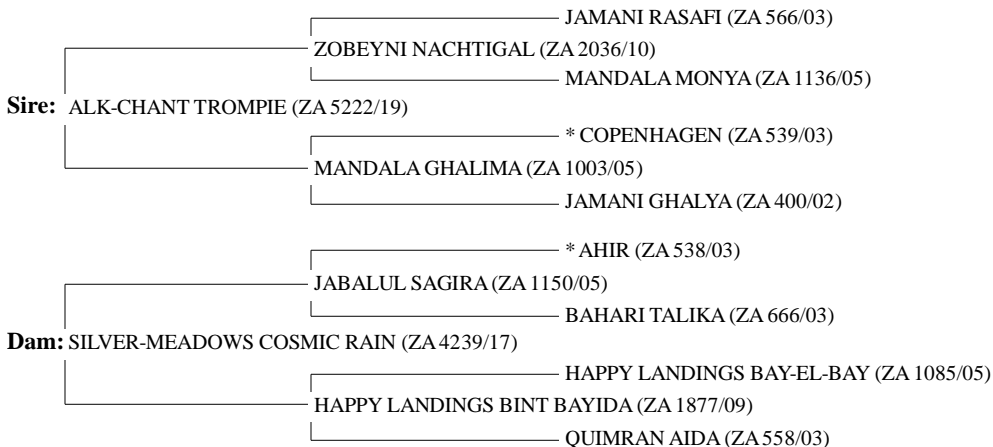 JAMANI RASAFI (ZA 566/03)
ZOBEYNI NACHTIGAL (ZA 2036/10)
MANDALA MONYA (ZA 1136/05)
Sire: ALK-CHANT TROMPIE (ZA 5222/19)
* COPENHAGEN (ZA 539/03)
MANDALA GHALIMA (ZA 1003/05)
JAMANI GHALYA (ZA 400/02)
* AHIR (ZA 538/03)
JABALUL SAGIRA (ZA 1150/05)
BAHARI TALIKA (ZA 666/03)
Dam: SILVER-MEADOWS COSMIC RAIN (ZA 4239/17)
HAPPY LANDINGS BAY-EL-BAY (ZA 1085/05)
HAPPY LANDINGS BINT BAYIDA (ZA 1877/09)
QUIMRAN AIDA (ZA 558/03)